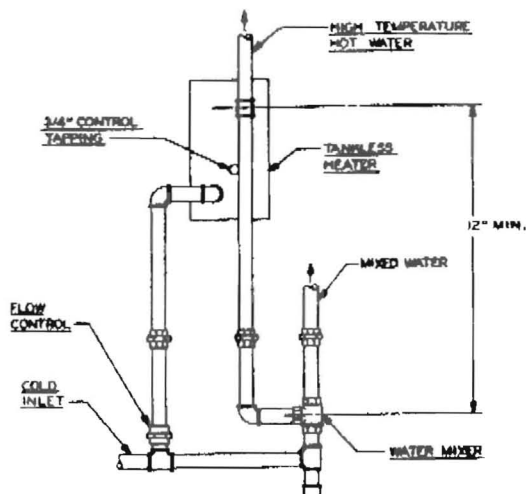 HIGH TEMPERATURE
HOT WATER
3/4" CONTROL
TAPPING
TANKLESS
HEATER
12" MIN.
MIXED WATER
FLOW
CONTROL
COLD
INLET
WATER MIXER